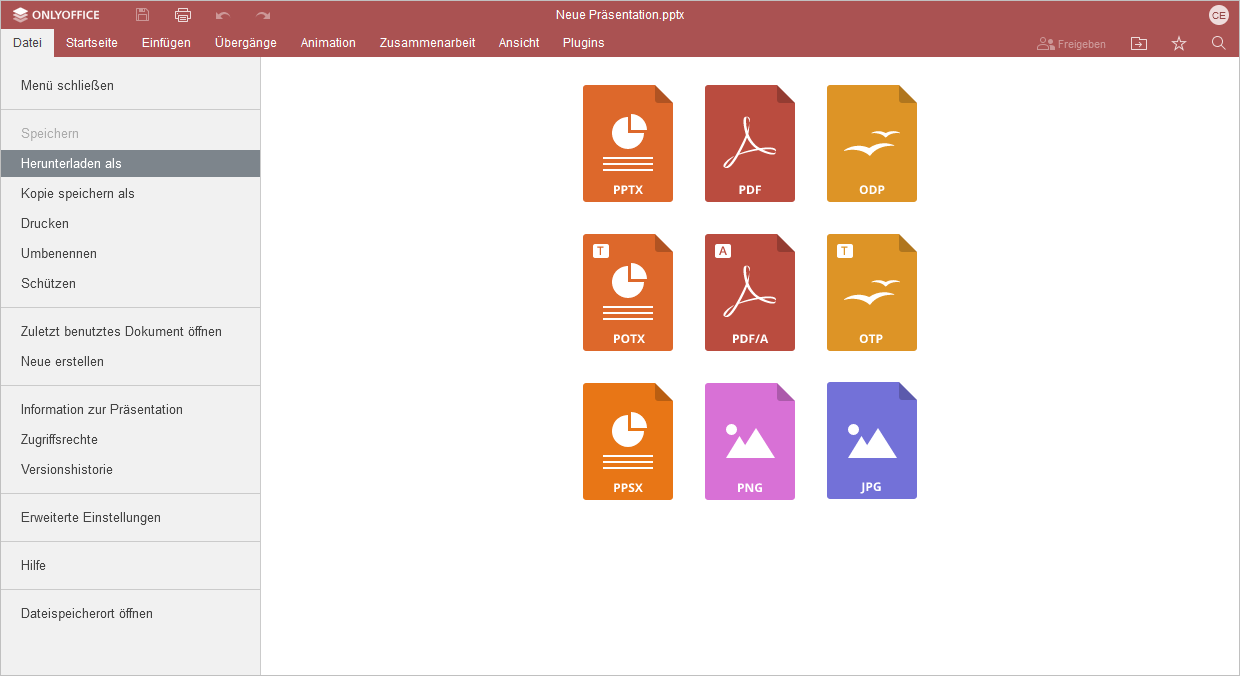 ONLYOFFICE
Neue Präsentation.pptx
CE
Datei Startseite Einfügen Übergänge Animation Zusammenarbeit Ansicht Plugins Freigeben
Menü schließen
Speichern
Herunterladen als
Kopie speichern als
Drucken
Umbenennen
Schützen
Zuletzt benutztes Dokument öffnen
Neue erstellen
Information zur Präsentation
Zugriffsrechte
Versionshistorie
Erweiterte Einstellungen
Hilfe
Dateispeicherort öffnen
PPTX PDF ODP
T A T
POTX PDF/A OTP
PPSX PNG JPG